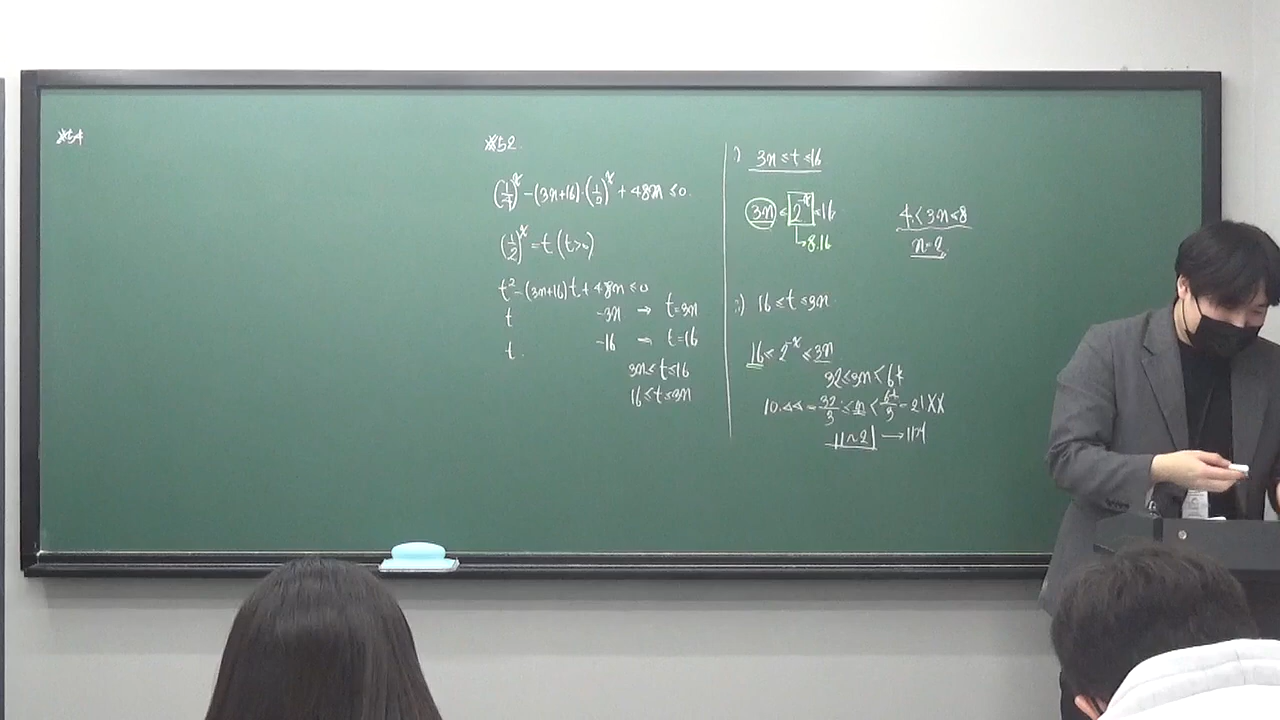 ※54
※52.
(1/4)^x - (3n+16)·(1/2)^x + 48n ≤ 0.
(1/2)^x = t (t>0)
t² - (3n+16)t + 48n ≤ 0
t -3n → t=3n
t -16 → t=16
3n ≤ t ≤ 16
16 ≤ t ≤ 3n
i) 3n ≤ t ≤ 16
3n ≤ 2^-x ≤ 16
↳ 8.16
4 < 3n ≤ 8
n=2.
ii) 16 ≤ t ≤ 3n
16 ≤ 2^-x ≤ 3n
32 ≤ 3n < 64
10.△△ = 32/3 ≤ n < 64/3 = 21.XX
11~21 → 11개